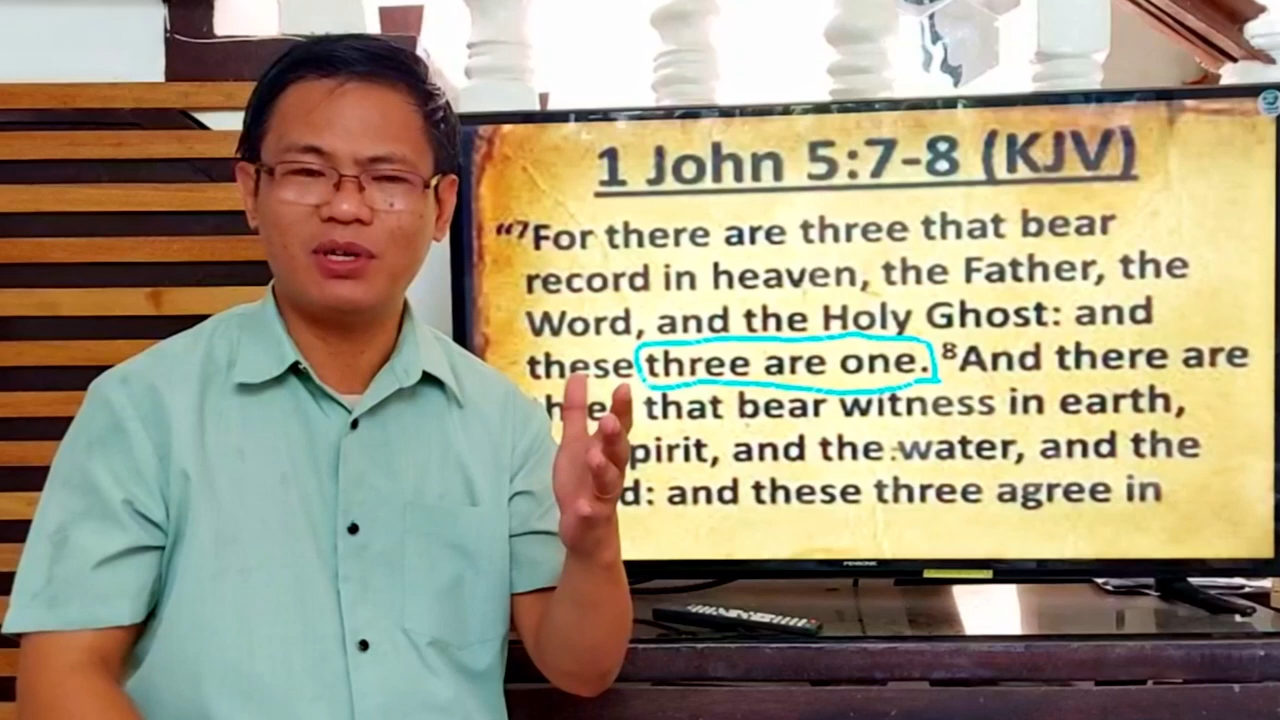 1 John 5:7-8 (KJV)
“⁷For there are three that bear
record in heaven, the Father, the
Word, and the Holy Ghost: and
these three are one. ⁸And there are
that bear witness in earth,
and the water, and the
and these three agree in
PENSONIC